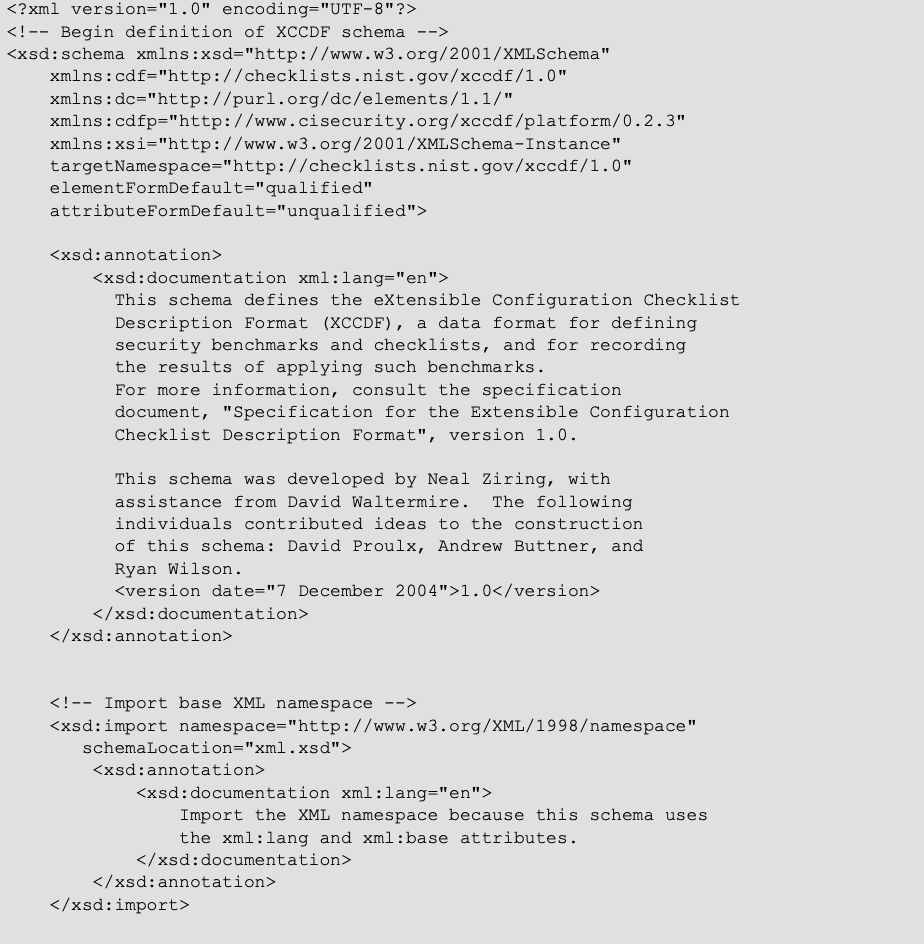 <?xml version="1.0" encoding="UTF-8"?>
<!-- Begin definition of XCCDF schema -->
<xsd:schema xmlns:xsd="http://www.w3.org/2001/XMLSchema"
    xmlns:cdf="http://checklists.nist.gov/xccdf/1.0"
    xmlns:dc="http://purl.org/dc/elements/1.1/"
    xmlns:cdfp="http://www.cisecurity.org/xccdf/platform/0.2.3"
    xmlns:xsi="http://www.w3.org/2001/XMLSchema-Instance"
    targetNamespace="http://checklists.nist.gov/xccdf/1.0"
    elementFormDefault="qualified"
    attributeFormDefault="unqualified">

    <xsd:annotation>
        <xsd:documentation xml:lang="en">
          This schema defines the eXtensible Configuration Checklist
          Description Format (XCCDF), a data format for defining
          security benchmarks and checklists, and for recording
          the results of applying such benchmarks.
          For more information, consult the specification
          document, "Specification for the Extensible Configuration
          Checklist Description Format", version 1.0.

          This schema was developed by Neal Ziring, with
          assistance from David Waltermire.  The following
          individuals contributed ideas to the construction
          of this schema: David Proulx, Andrew Buttner, and
          Ryan Wilson.
          <version date="7 December 2004">1.0</version>
        </xsd:documentation>
    </xsd:annotation>

    <!-- Import base XML namespace -->
    <xsd:import namespace="http://www.w3.org/XML/1998/namespace"
       schemaLocation="xml.xsd">
        <xsd:annotation>
            <xsd:documentation xml:lang="en">
                Import the XML namespace because this schema uses
                the xml:lang and xml:base attributes.
            </xsd:documentation>
        </xsd:annotation>
    </xsd:import>